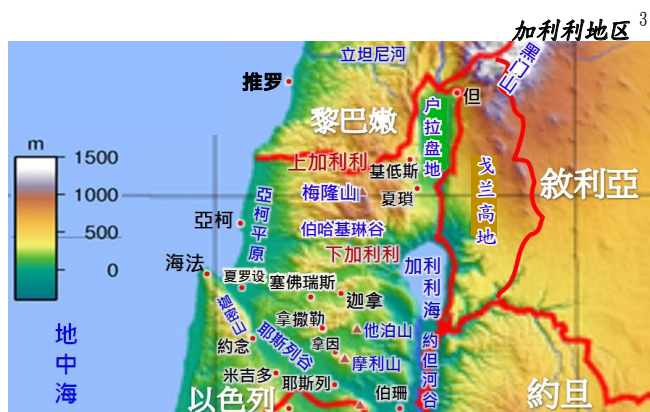 加利利地区 3
立坦尼河
黑门山
推罗
但
户拉盘地
黎巴嫩
m
1500
1000
500
0
上加利利
基低斯
戈兰高地
敘利亞
梅隆山
夏瑣
亞柯平原
亞柯
伯哈基琳谷
下加利利
海法
加利利海
夏罗设
塞佛瑞斯
迦拿
迦密山
拿撒勒
他泊山
地中海
約念
耶斯列谷
拿因
摩利山
約但河谷
米吉多
耶斯列
伯珊
以色列
約旦